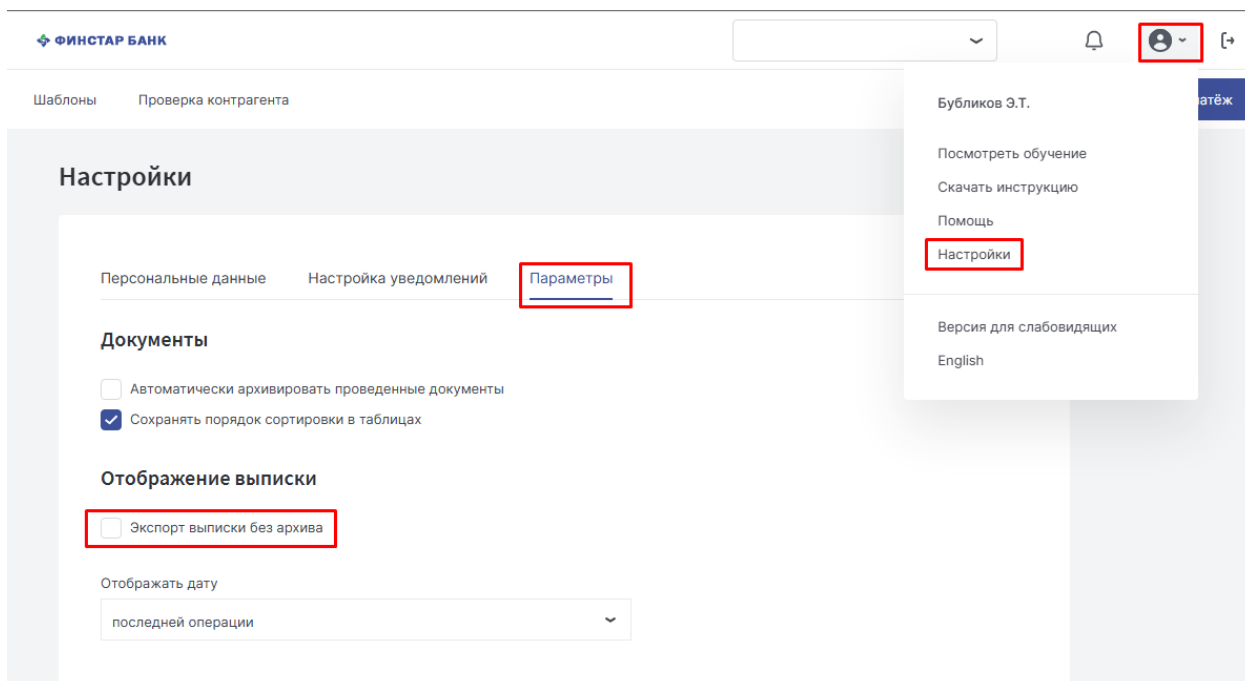 ФИНСТАР БАНК
Шаблоны
Проверка контрагента
Бубликов Э.Т.
Посмотреть обучение
Скачать инструкцию
Помощь
Настройки
Версия для слабовидящих
English
Настройки
Персональные данные
Настройка уведомлений
Параметры
Документы
Автоматически архивировать проведенные документы
Сохранять порядок сортировки в таблицах
Отображение выписки
Экспорт выписки без архива
Отображать дату
последней операции